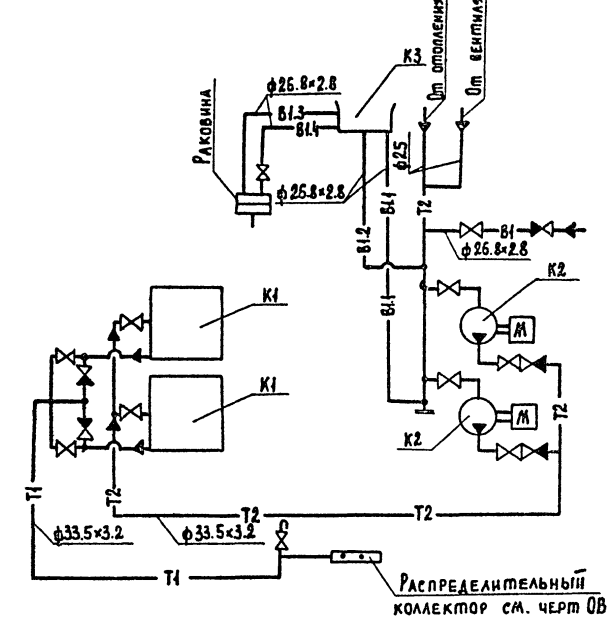 От отопления
От вентиля
К3
ф26.8×2.8
Раковина
В1.3
В1.4
ф25
ф26.8×2.8
В1.1
Т2
В1.2
В1
ф26.8×2.8
К2
М
В1.1
К1
К1
М
К2
Т2
Т1
Т2
Т2
Т2
ф33.5×3.2
ф33.5×3.2
Т1
Распределительный
коллектор см. черт ОВ